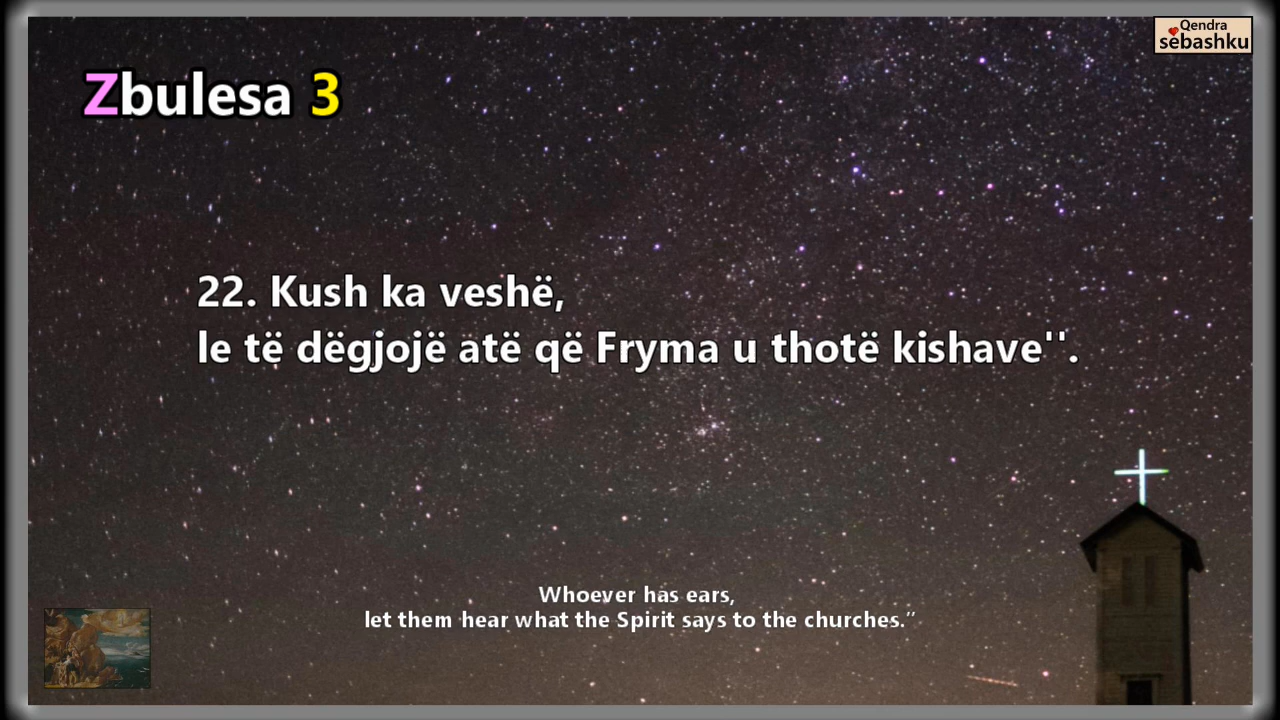 Qendra
sebashku
Zbulesa 3
22. Kush ka veshë,
le të dëgjojë atë që Fryma u thotë kishave''.
Whoever has ears,
let them hear what the Spirit says to the churches.”